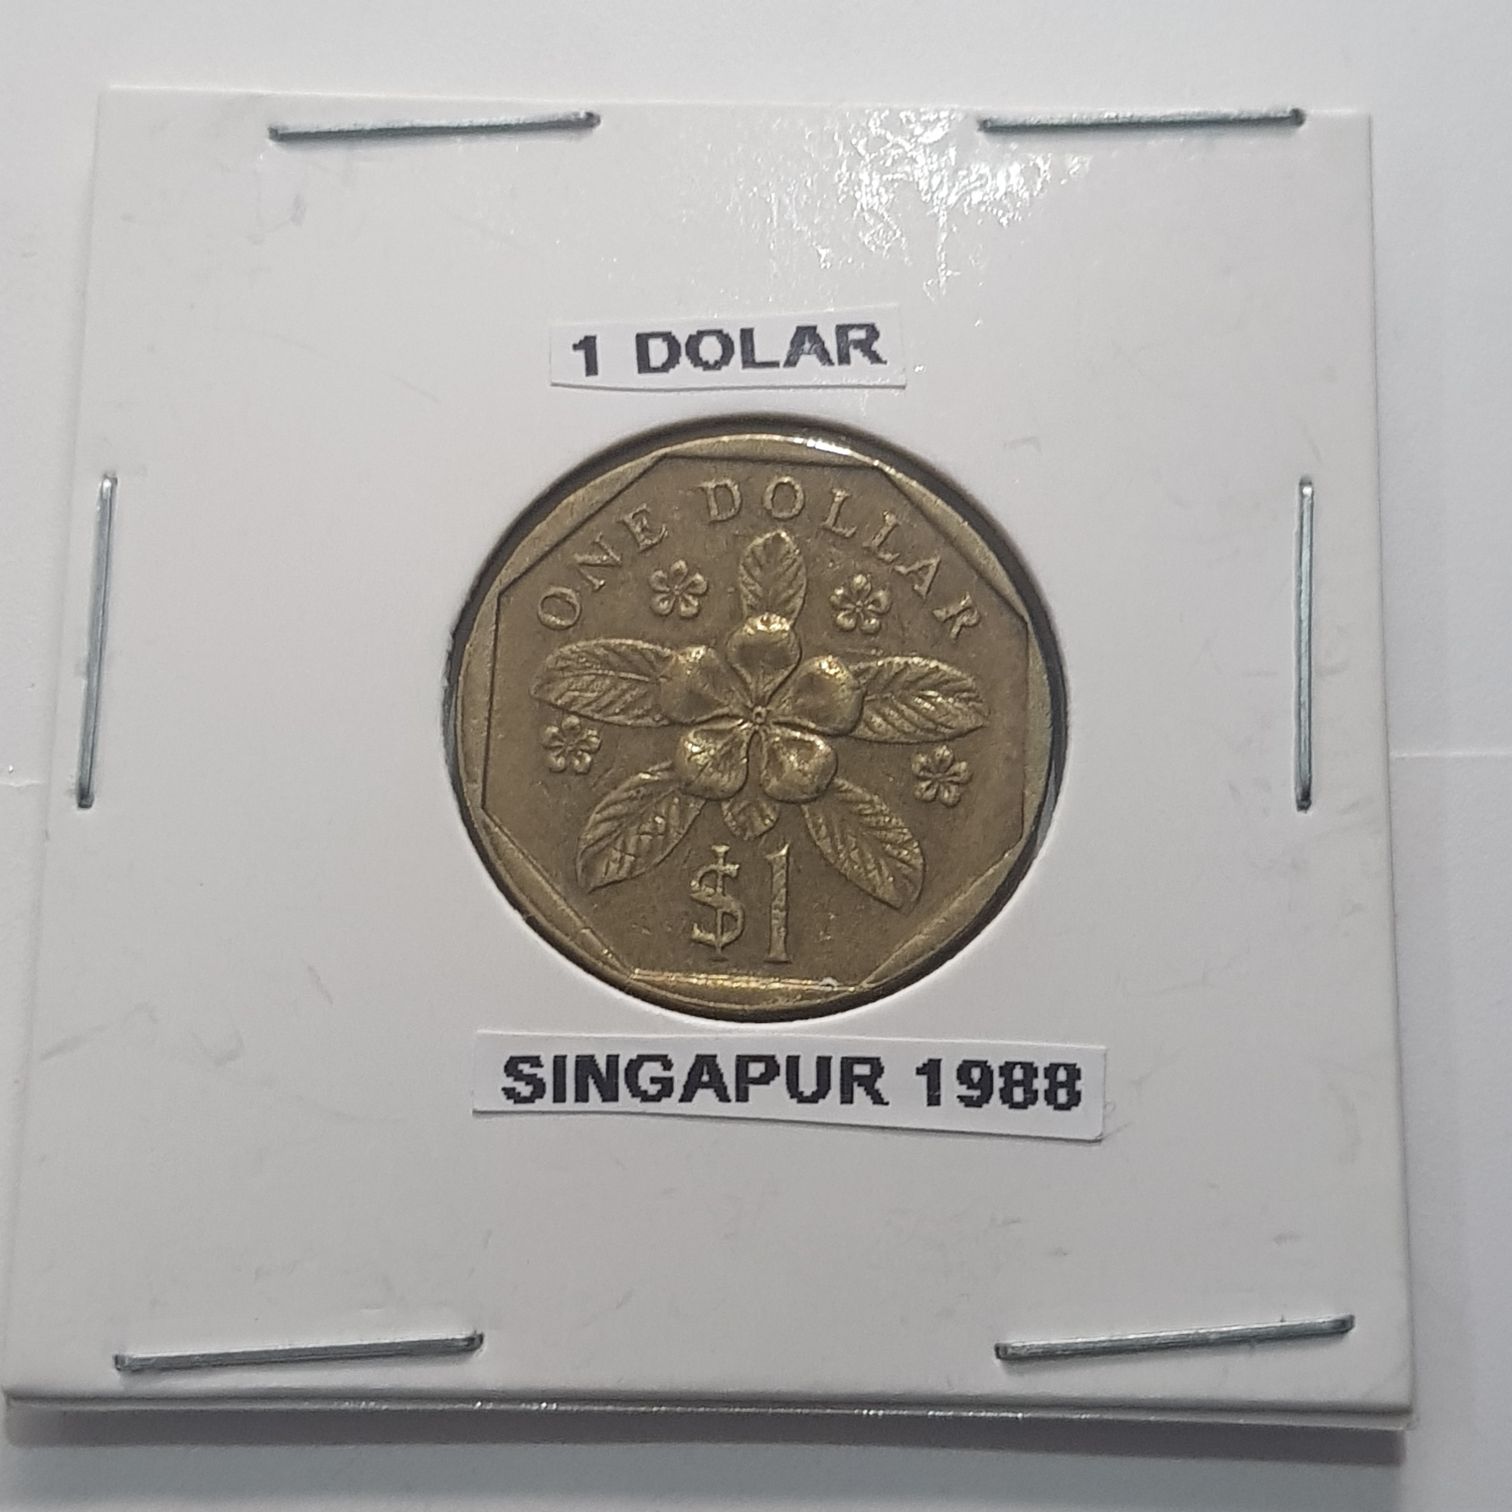 1 DOLAR
ONE DOLLAR
$1
SINGAPUR 1988